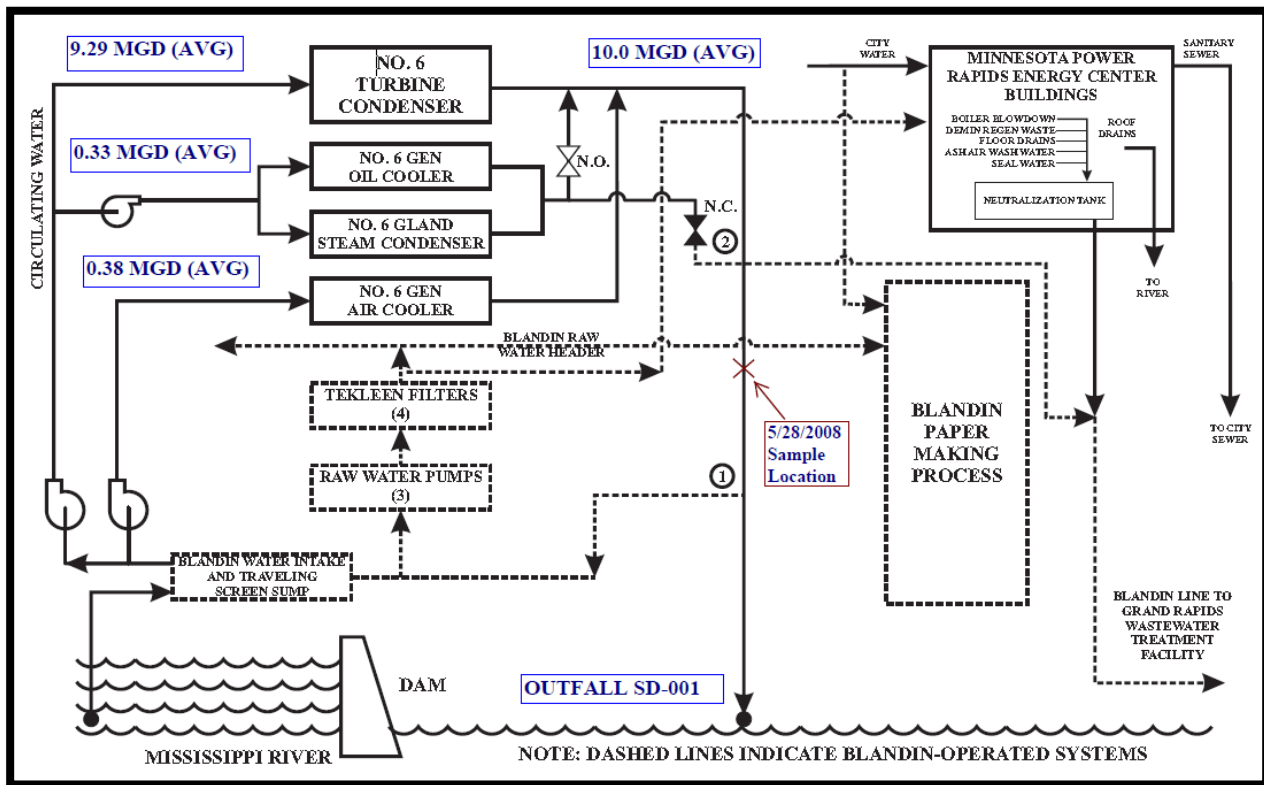 9.29 MGD (AVG)
NO. 6
TURBINE
CONDENSER
10.0 MGD (AVG)
CITY
WATER
MINNESOTA POWER
RAPIDS ENERGY CENTER
BUILDINGS
SANITARY
SEWER
BOILER BLOWDOWN
DEMIN REGEN WASTE
FLOOR DRAINS
ASH AIR WASH WATER
SEAL WATER
ROOF
DRAINS
NEUTRALIZATION TANK
CIRCULATING WATER
0.33 MGD (AVG)
NO. 6 GEN
OIL COOLER
N.O.
NO. 6 GLAND
STEAM CONDENSER
N.C.
2
0.38 MGD (AVG)
NO. 6 GEN
AIR COOLER
TO
RIVER
BLANDIN RAW
WATER HEADER
TEKLEEN FILTERS
(4)
5/28/2008
Sample
Location
BLANDIN
PAPER
MAKING
PROCESS
TO CITY
SEWER
RAW WATER PUMPS
(3)
1
BLANDIN WATER INTAKE
AND TRAVELING
SCREEN SUMP
BLANDIN LINE TO
GRAND RAPIDS
WASTEWATER
TREATMENT
FACILITY
DAM
OUTFALL SD-001
MISSISSIPPI RIVER
NOTE: DASHED LINES INDICATE BLANDIN-OPERATED SYSTEMS